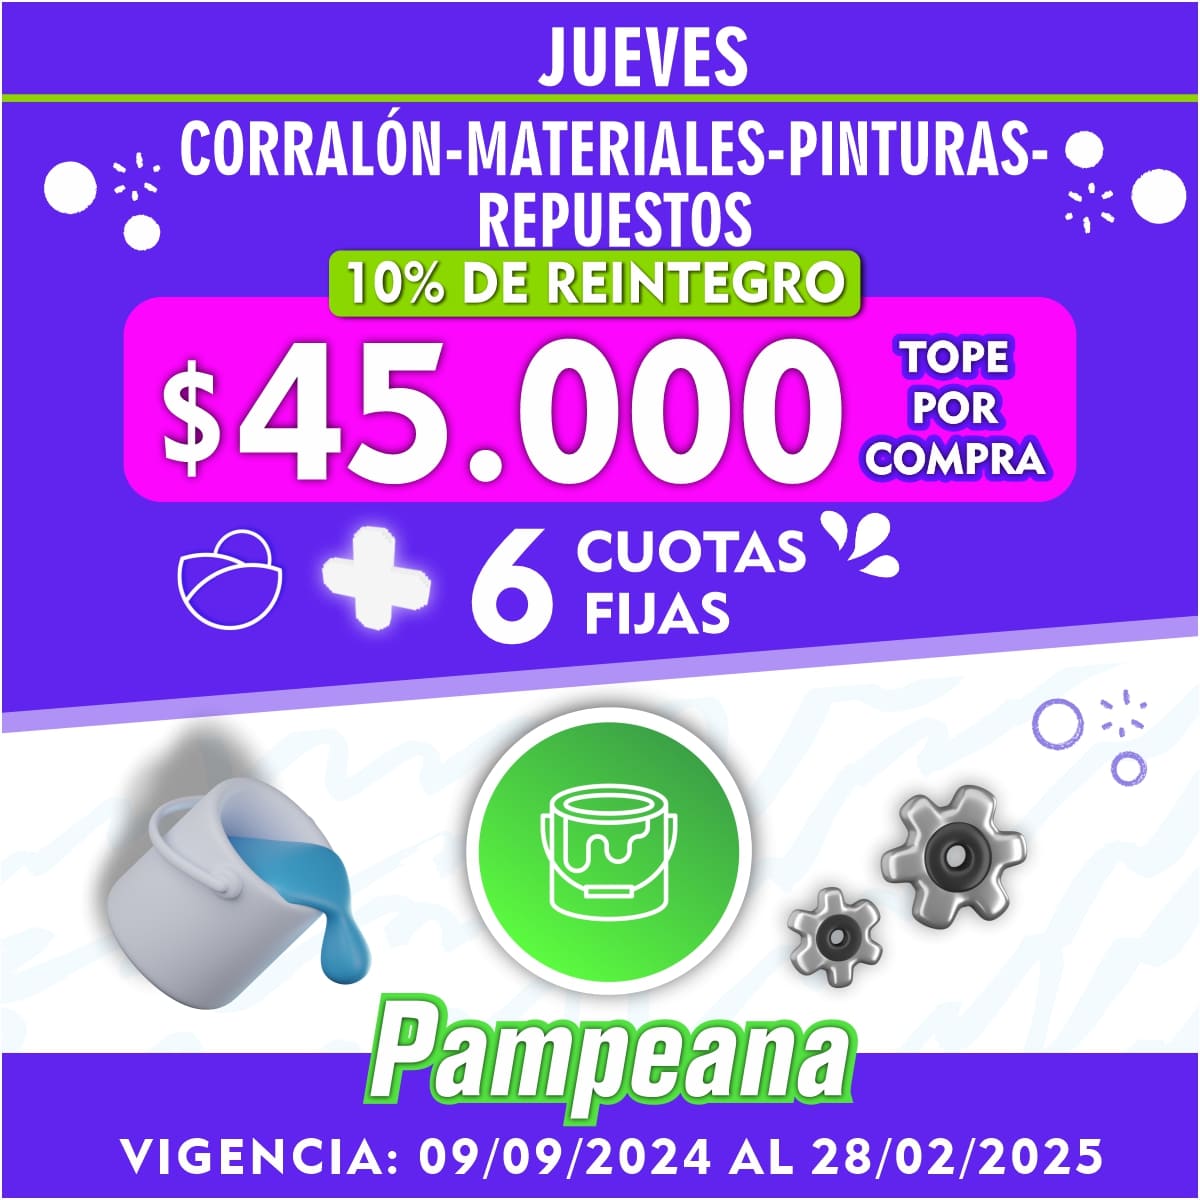 JUEVES
CORRALÓN-MATERIALES-PINTURAS-
REPUESTOS
10% DE REINTEGRO
$45.000
TOPE
POR
COMPRA
6 CUOTAS
FIJAS
Pampeana
VIGENCIA: 09/09/2024 AL 28/02/2025